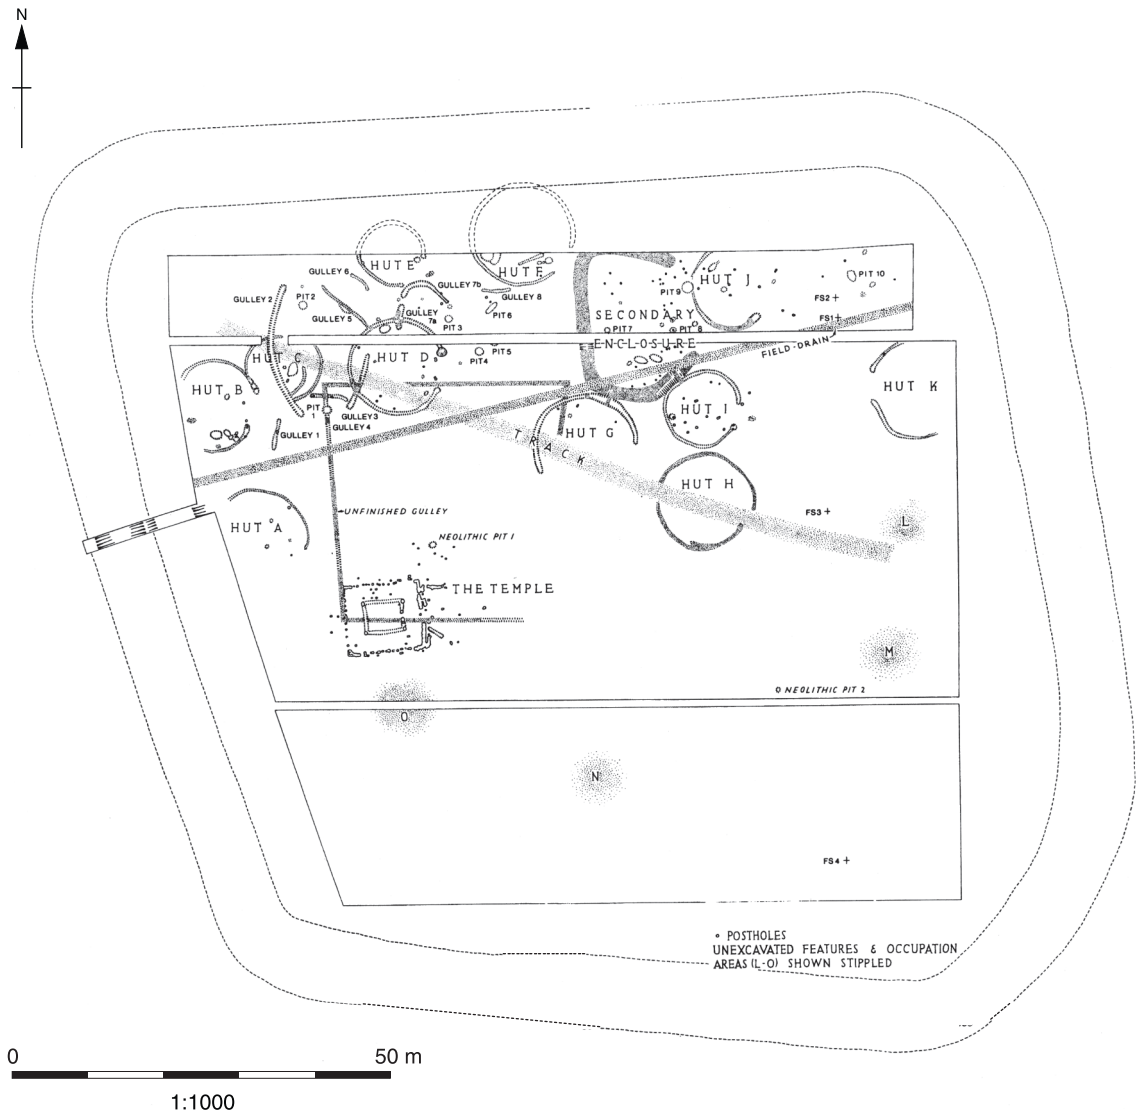 N
HUT E
HUT E
GULLEY 6
GULLEY 7b
GULLEY 2
PIT 2
GULLEY 8
GULLEY 5
GULLEY
7a
PIT 3
PIT 6
HUT J
PIT 9
PIT 10
FS2
FS1
SECONDARY
PIT 7
PIT 8
ENCLOSURE
FIELD-DRAIN
HUT C
HUT D
PIT 4
PIT 5
HUT B
HUT K
PIT
1
GULLEY 3
GULLEY 4
GULLEY 1
HUT I
HUT G
TRACK
HUT H
UNFINISHED GULLEY
FS3
L
HUT A
NEOLITHIC PIT I
THE TEMPLE
M
NEOLITHIC PIT 2
O
N
FS4
POSTHOLES
UNEXCAVATED FEATURES & OCCUPATION
AREAS (L-O) SHOWN STIPPLED
0 50 m
1:1000